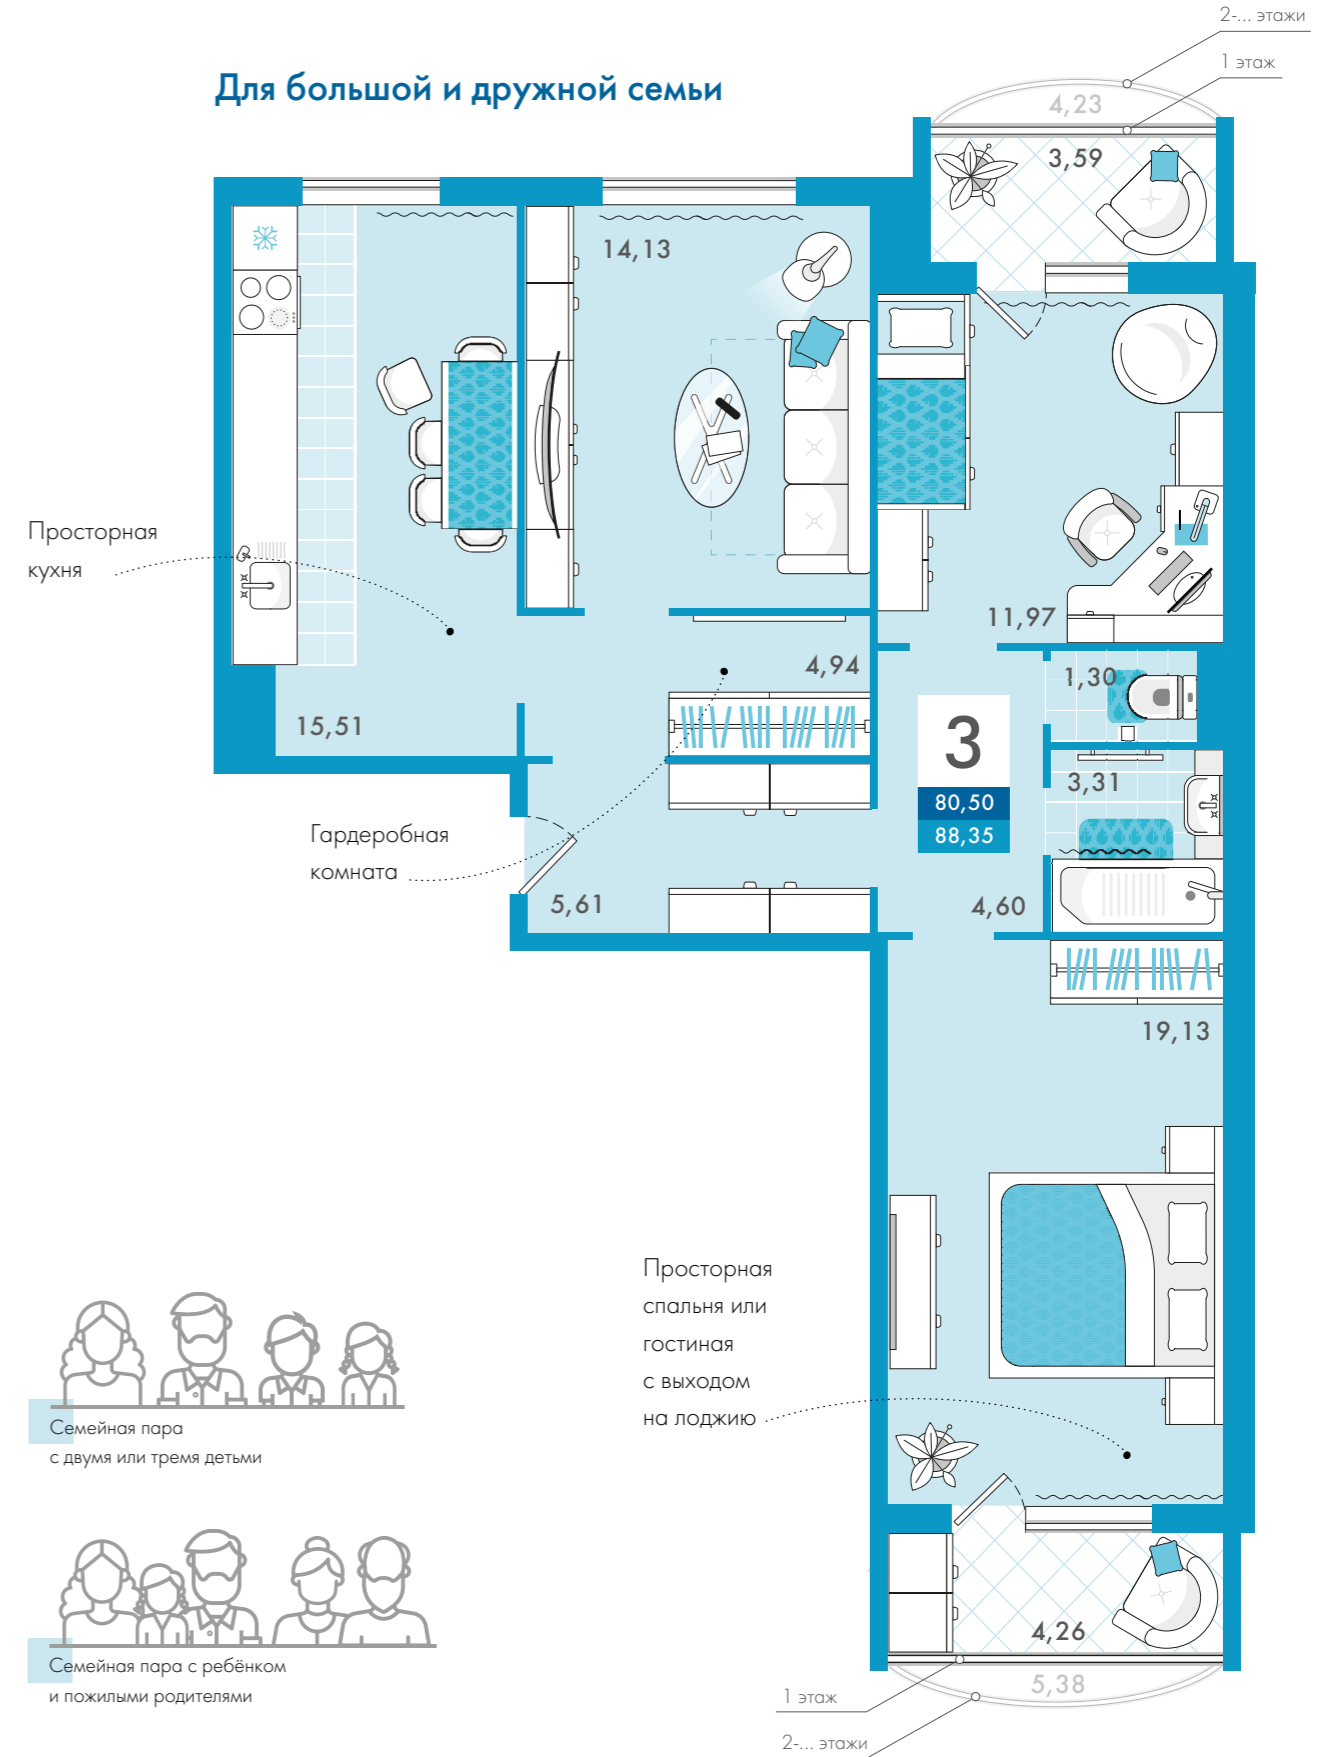 2-... этажи
1 этаж
Для большой и дружной семьи
4,23
3,59
14,13
Просторная
кухня
11,97
4,94
1,30
15,51
3
3,31
80,50
88,35
Гардеробная
комната
5,61
4,60
19,13
Просторная
спальня или
гостиная
с выходом
на лоджию
Семейная пара
с двумя или тремя детьми
4,26
Семейная пара с ребёнком
и пожилыми родителями
5,38
1 этаж
2-... этажи